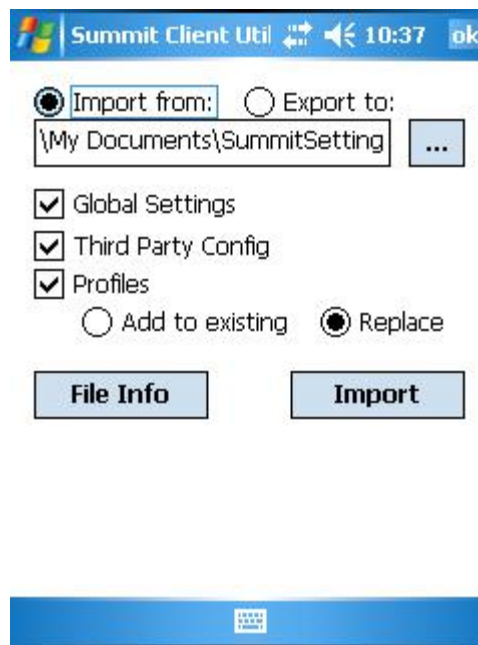 Summit Client Util 10:37 ok
Import from: Export to:
\My Documents\SummitSetting ...
Global Settings
Third Party Config
Profiles
Add to existing Replace
File Info Import